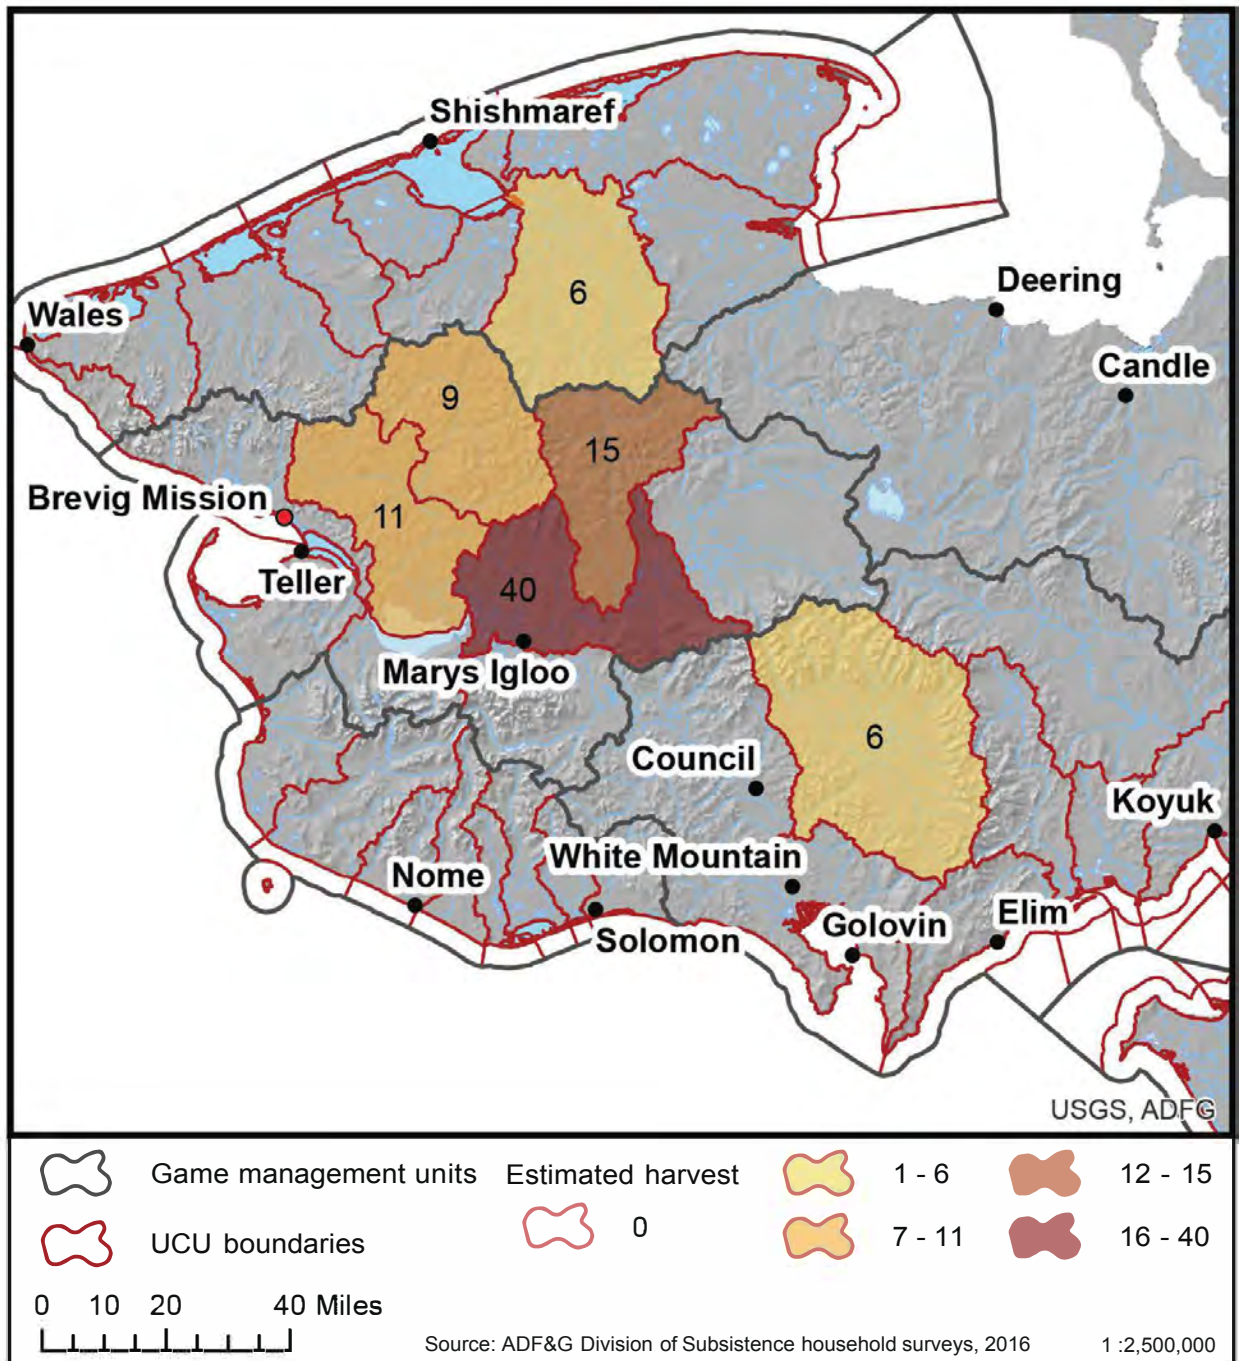 Shishmaref
6
Deering
Wales
Candle
9
15
Brevig Mission
11
Teller
40
Marys Igloo
6
Council
Koyuk
White Mountain
Nome
Elim
Golovin
Solomon
USGS, ADFG
Game management units
UCU boundaries
0 10 20 40 Miles
Estimated harvest
0
1 - 6
7 - 11
12 - 15
16 - 40
Source: ADF&G Division of Subsistence household surveys, 2016
1 :2,500,000